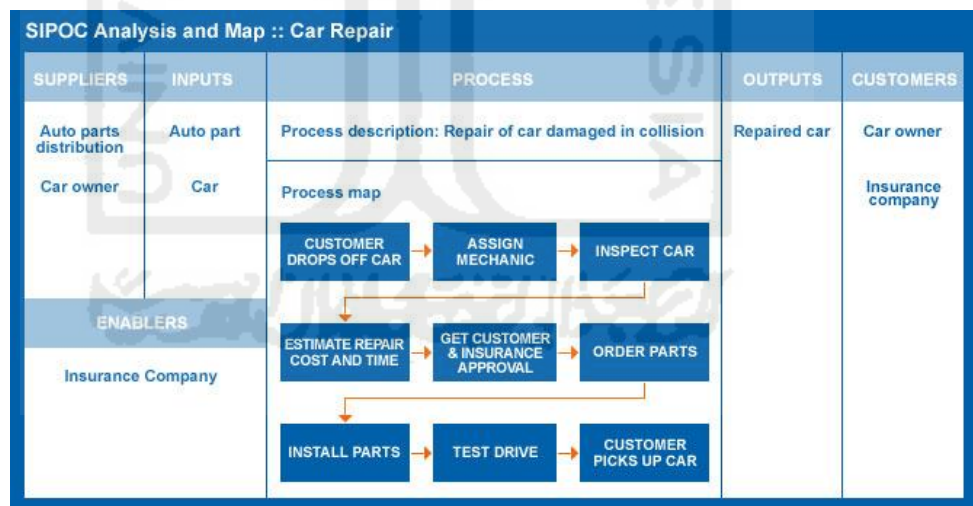 SIPOC Analysis and Map :: Car Repair
SUPPLIERS
INPUTS
PROCESS
OUTPUTS
CUSTOMERS
Auto parts
distribution
Auto part
Process description: Repair of car damaged in collision
Repaired car
Car owner
Car owner
Car
Process map
Insurance
company
CUSTOMER
DROPS OFF CAR
ASSIGN
MECHANIC
INSPECT CAR
ENABLERS
Insurance Company
ESTIMATE REPAIR
COST AND TIME
GET CUSTOMER
& INSURANCE
APPROVAL
ORDER PARTS
INSTALL PARTS
TEST DRIVE
CUSTOMER
PICKS UP CAR